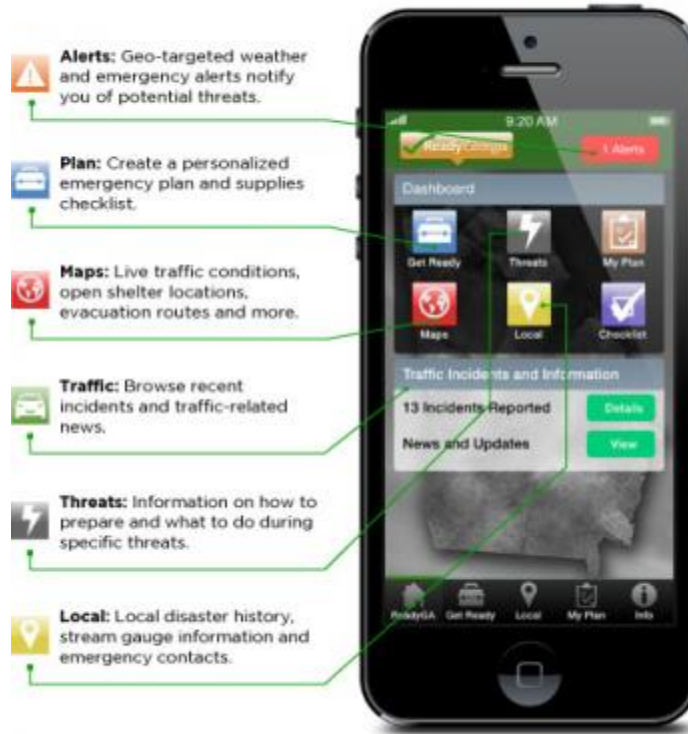 Alerts: Geo-targeted weather
and emergency alerts notify
you of potential threats.
Plan: Create a personalized
emergency plan and supplies
checklist.
Maps: Live traffic conditions,
open shelter locations,
evacuation routes and more.
Traffic: Browse recent
incidents and traffic-related
news.
Threats: Information on how to
prepare and what to do during
specific threats.
Local: Local disaster history,
stream gauge information and
emergency contacts.
9:20 AM
ReadyGeorgia
1 Alerts
Dashboard
Get Ready Threats My Plan
Maps Local Checklist
Traffic Incidents and Information
13 Incidents Reported Details
News and Updates View
ReadyGA Get Ready Local My Plan Info